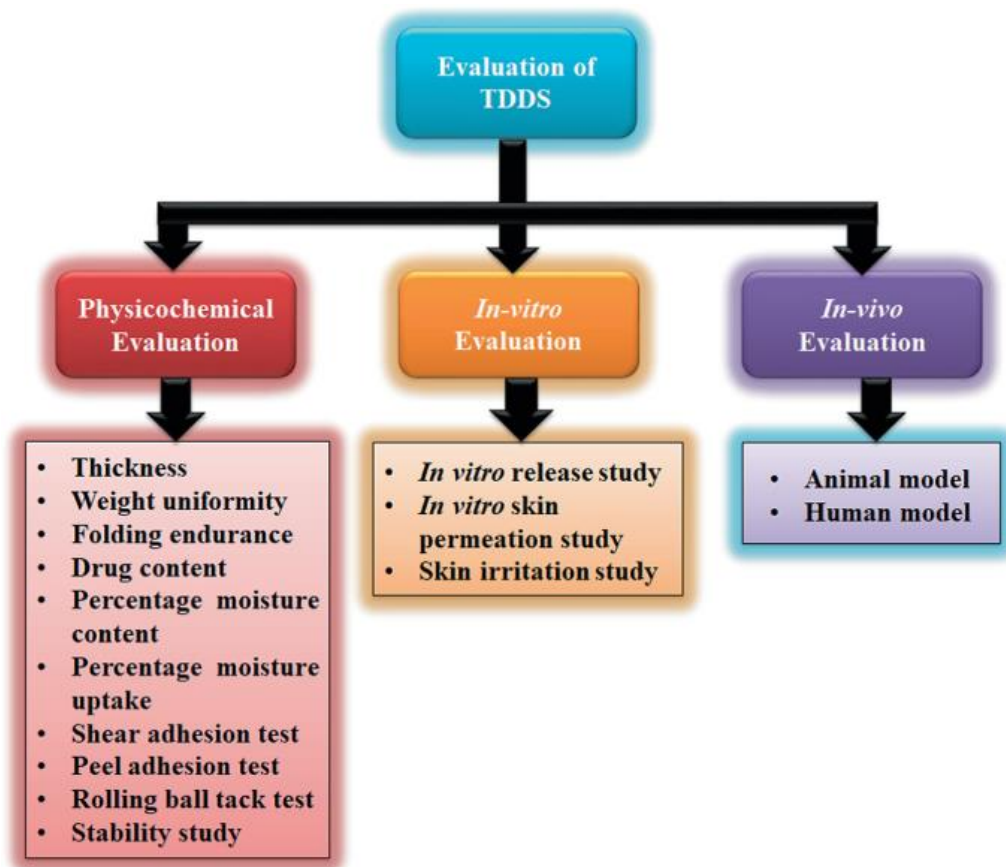 Evaluation of
TDDS
Physicochemical
Evaluation
In-vitro
Evaluation
In-vivo
Evaluation
• Thickness
• Weight uniformity
• Folding endurance
• Drug content
• Percentage moisture
content
• Percentage moisture
uptake
• Shear adhesion test
• Peel adhesion test
• Rolling ball tack test
• Stability study
• In vitro release study
• In vitro skin
permeation study
• Skin irritation study
• Animal model
• Human model